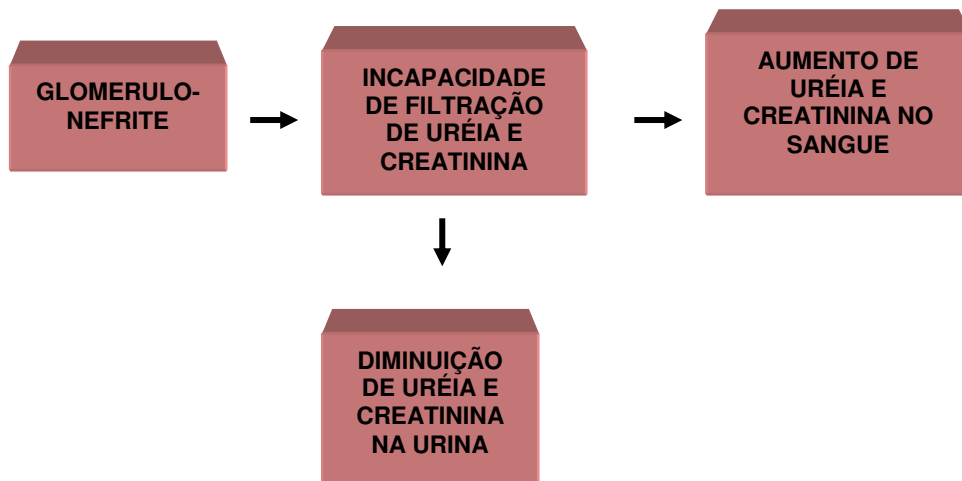 GLOMERULO-
NEFRITE
INCAPACIDADE
DE FILTRAÇÃO
DE URÉIA E
CREATININA
AUMENTO DE
URÉIA E
CREATININA NO
SANGUE
DIMINUIÇÃO
DE URÉIA E
CREATININA
NA URINA